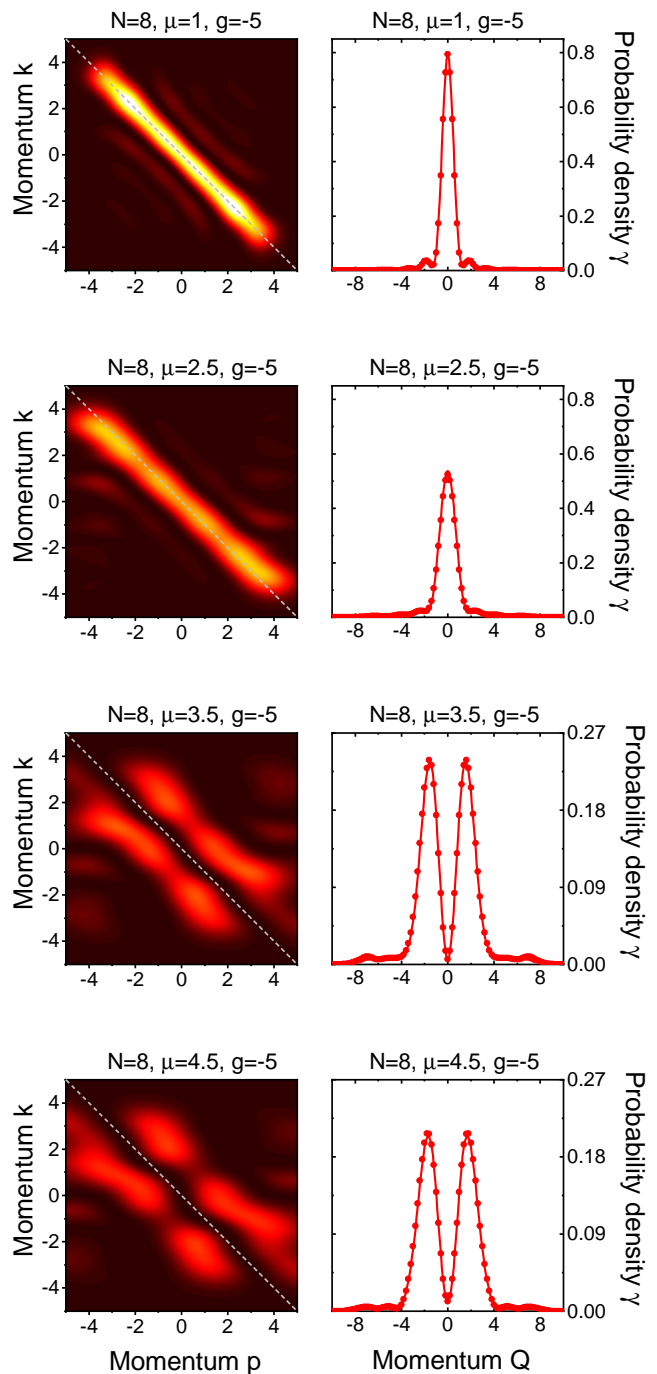 N=8, μ=1, g=-5
N=8, μ=1, g=-5
Momentum k
4
2
0
-2
-4
-4 -2 0 2 4
0.8
0.6
0.4
0.2
0.0
-8 -4 0 4 8
Probability density γ
N=8, μ=2.5, g=-5
N=8, μ=2.5, g=-5
Momentum k
4
2
0
-2
-4
-4 -2 0 2 4
0.8
0.6
0.4
0.2
0.0
-8 -4 0 4 8
Probability density γ
N=8, μ=3.5, g=-5
N=8, μ=3.5, g=-5
Momentum k
4
2
0
-2
-4
-4 -2 0 2 4
0.27
0.18
0.09
0.00
-8 -4 0 4 8
Probability density γ
N=8, μ=4.5, g=-5
N=8, μ=4.5, g=-5
Momentum k
4
2
0
-2
-4
-4 -2 0 2 4
0.27
0.18
0.09
0.00
-8 -4 0 4 8
Probability density γ
Momentum p
Momentum Q